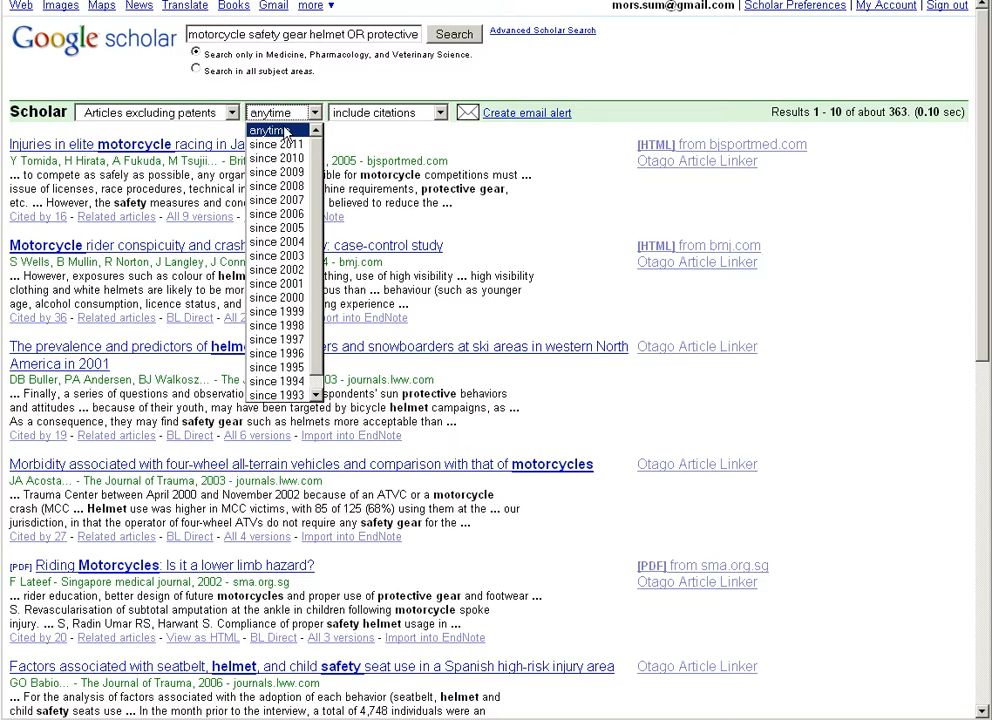 Web Images Maps News Translate Books Gmail more ▼ mors.sum@gmail.com | Scholar Preferences | My Account | Sign out
Google scholar motorcycle safety gear helmet OR protective Search Advanced Scholar Search
Search only in Medicine, Pharmacology, and Veterinary Science.
Search in all subject areas.
Scholar Articles excluding patents anytime include citations Create email alert Results 1 - 10 of about 363. (0.10 sec)
anytime
since 2011
since 2010
since 2009
since 2008
since 2007
since 2006
since 2005
since 2004
since 2003
since 2002
since 2001
since 2000
since 1999
since 1998
since 1997
since 1996
since 1995
since 1994
since 1993
Injuries in elite motorcycle racing in [HTML] from bjsportmed.com
Y Tomida, H Hirata, A Fukuda, M Tsujii... - , 2005 - bjsportmed.com Otago Article Linker
... to compete as safely as possible, any for motorcycle competitions must ...
issue of licenses, race procedures, technical requirements, protective gear,
etc. ... However, the safety measures and believed to reduce the ...
Cited by 16 - Related articles - All 9 versions -
Motorcycle rider conspicuity and : case-control study [HTML] from bmj.com
S Wells, B Mullin, R Norton, J Langley, J - bmj.com Otago Article Linker
... However, exposures such as colour of use of high visibility ... high visibility
clothing and white helmets are likely to be than ... behaviour (such as younger
age, alcohol consumption, licence status, and experience ...
Cited by 36 - Related articles - BL Direct - All - Import into EndNote
The prevalence and predictors of and snowboarders at ski areas in western North Otago Article Linker
America in 2001
DB Buller, PA Andersen, BJ Walkosz... - journals.lww.com
... Finally, a series of questions and protective behaviors
and attitudes ... because of their youth, may have been targeted by bicycle helmet campaigns, as ...
As a consequence, they may find safety gear such as helmets more acceptable than ...
Cited by 19 - Related articles - BL Direct - All 6 versions - Import into EndNote
Morbidity associated with four-wheel all-terrain vehicles and comparison with that of motorcycles Otago Article Linker
JA Acosta... - The Journal of Trauma, 2003 - journals.lww.com
... Trauma Center between April 2000 and November 2002 because of an ATVC or a motorcycle
crash (MCC ... Helmet use was higher in MCC victims, with 85 of 125 (68%) using them at the ... our
jurisdiction, in that the operator of four-wheel ATVs do not require any safety gear for the ...
Cited by 27 - Related articles - BL Direct - All 4 versions - Import into EndNote
[PDF] Riding Motorcycles: Is it a lower limb hazard? [PDF] from sma.org.sg
F Lateef - Singapore medical journal, 2002 - sma.org.sg Otago Article Linker
... rider education, better design of future motorcycles and proper use of protective gear and footwear ...
S. Revascularisation of subtotal amputation at the ankle in children following motorcycle spoke
injury. ... S, Radin Umar RS, Harwant S. Compliance of proper safety helmet usage in ...
Cited by 20 - Related articles - View as HTML - BL Direct - All 3 versions - Import into EndNote
Factors associated with seatbelt, helmet, and child safety seat use in a Spanish high-risk injury area Otago Article Linker
GO Babio... - The Journal of Trauma, 2006 - journals.lww.com
... For the analysis of factors associated with the adoption of each behavior (seatbelt, helmet and
child safety seats use ... In the month prior to the interview, a total of 4,748 individuals were an